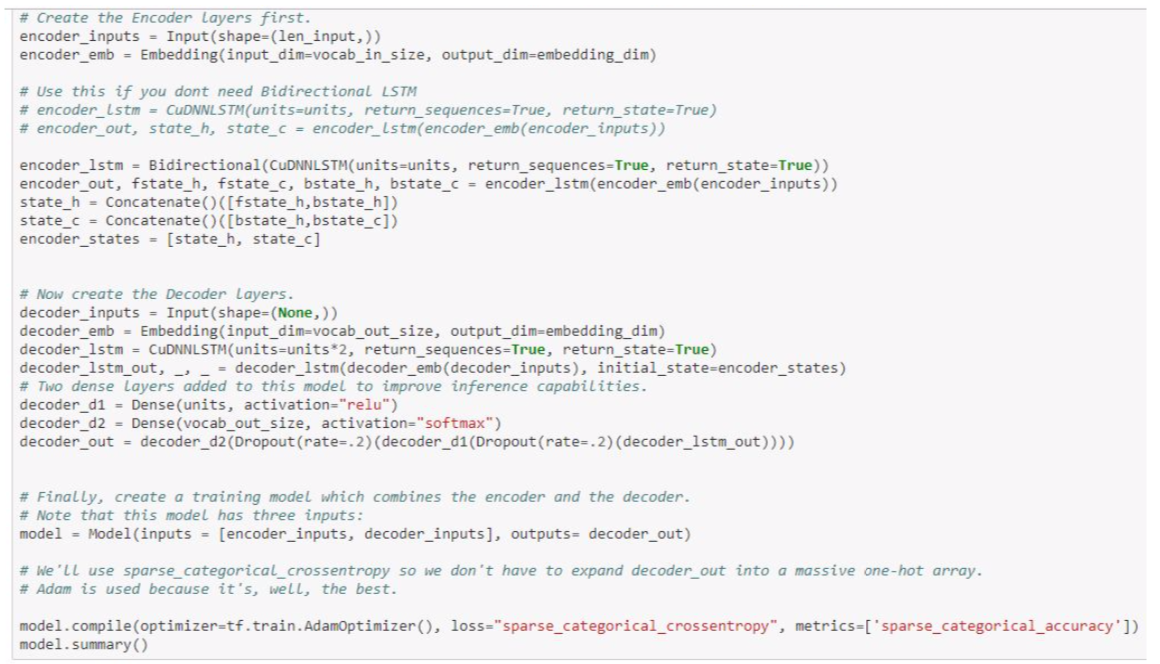 # Create the Encoder layers first.
encoder_inputs = Input(shape=(len_input,))
encoder_emb = Embedding(input_dim=vocab_in_size, output_dim=embedding_dim)
# Use this if you dont need Bidirectional LSTM
# encoder_lstm = CuDNNLSTM(units=units, return_sequences=True, return_state=True)
# encoder_out, state_h, state_c = encoder_lstm(encoder_emb(encoder_inputs))
encoder_lstm = Bidirectional(CuDNNLSTM(units=units, return_sequences=True, return_state=True))
encoder_out, fstate_h, fstate_c, bstate_h, bstate_c = encoder_lstm(encoder_emb(encoder_inputs))
state_h = Concatenate()([fstate_h,bstate_h])
state_c = Concatenate()([bstate_h,bstate_c])
encoder_states = [state_h, state_c]
# Now create the Decoder layers.
decoder_inputs = Input(shape=(None,))
decoder_emb = Embedding(input_dim=vocab_out_size, output_dim=embedding_dim)
decoder_lstm = CuDNNLSTM(units=units*2, return_sequences=True, return_state=True)
decoder_lstm_out, _, _ = decoder_lstm(decoder_emb(decoder_inputs), initial_state=encoder_states)
# Two dense layers added to this model to improve inference capabilities.
decoder_d1 = Dense(units, activation="relu")
decoder_d2 = Dense(vocab_out_size, activation="softmax")
decoder_out = decoder_d2(Dropout(rate=.2)(decoder_d1(Dropout(rate=.2)(decoder_lstm_out))))
# Finally, create a training model which combines the encoder and the decoder.
# Note that this model has three inputs:
model = Model(inputs = [encoder_inputs, decoder_inputs], outputs= decoder_out)
# We'll use sparse_categorical_crossentropy so we don't have to expand decoder_out into a massive one-hot array.
# Adam is used because it's, well, the best.
model.compile(optimizer=tf.train.AdamOptimizer(), loss="sparse_categorical_crossentropy", metrics=['sparse_categorical_accuracy'])
model.summary()